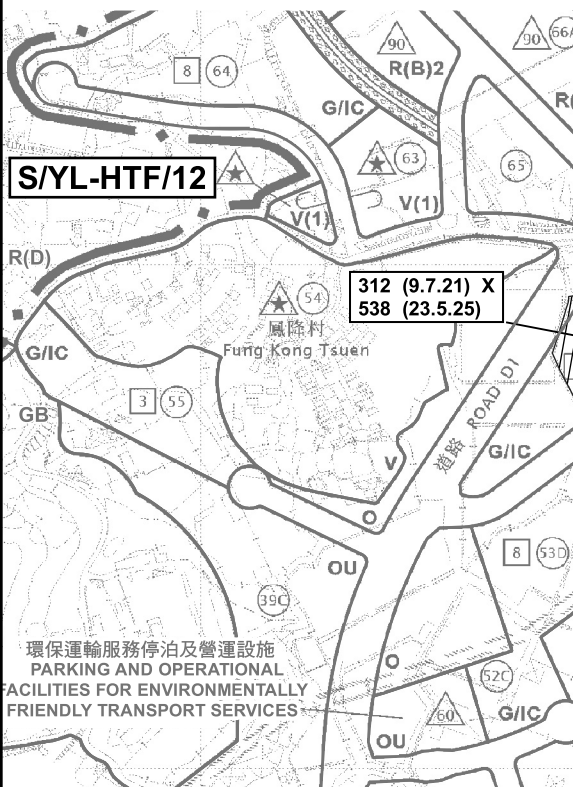 90
90
66A
R(B)2
8
64
R(
G/IC
63
65
S/YL-HTF/12
V(1)
V(1)
R(D)
312 (9.7.21) X
538 (23.5.25)
54
鳳降村
Fung Kong Tsuen
G/IC
3
55
GB
道路 ROAD D1
V
G/IC
O
8
53D
OU
39C
環保運輸服務停泊及營運設施
PARKING AND OPERATIONAL
FACILITIES FOR ENVIRONMENTALLY
FRIENDLY TRANSPORT SERVICES
O
52C
60
G/IC
OU